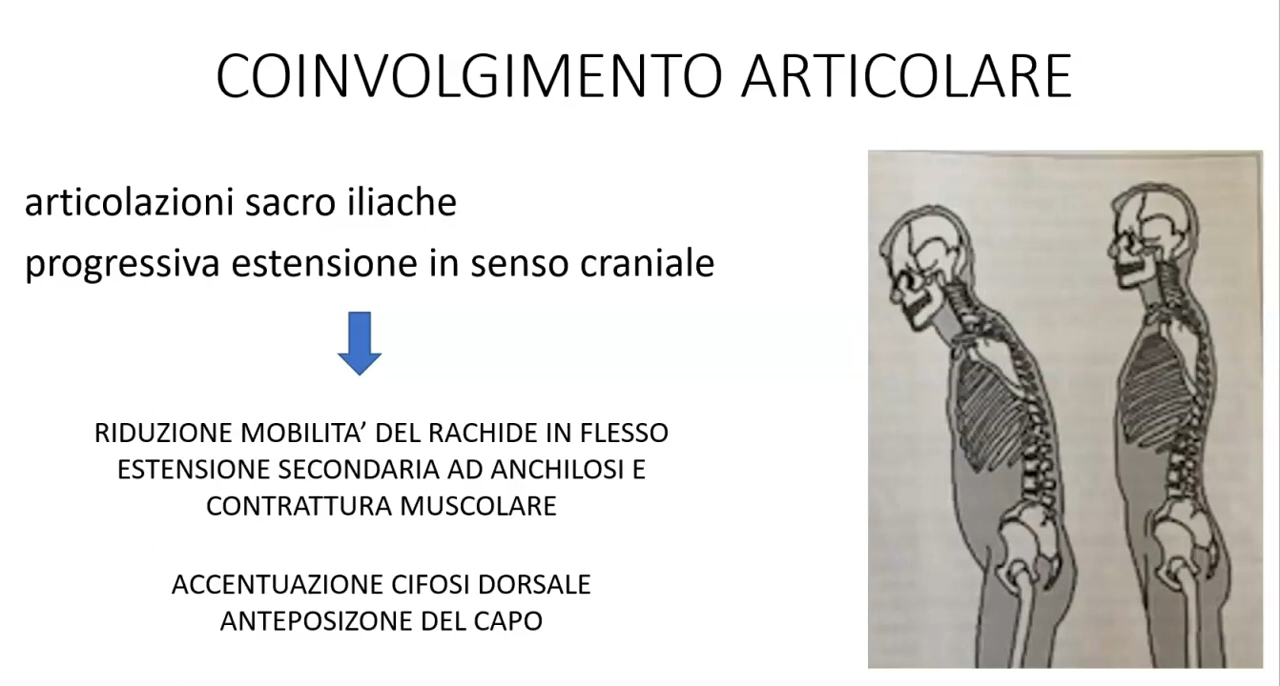 COINVOLGIMENTO ARTICOLARE
articolazioni sacro iliache
progressiva estensione in senso craniale
RIDUZIONE MOBILITA’ DEL RACHIDE IN FLESSO
ESTENSIONE SECONDARIA AD ANCHILOSI E
CONTRATTURA MUSCOLARE
ACCENTUAZIONE CIFOSI DORSALE
ANTEPOSIZONE DEL CAPO